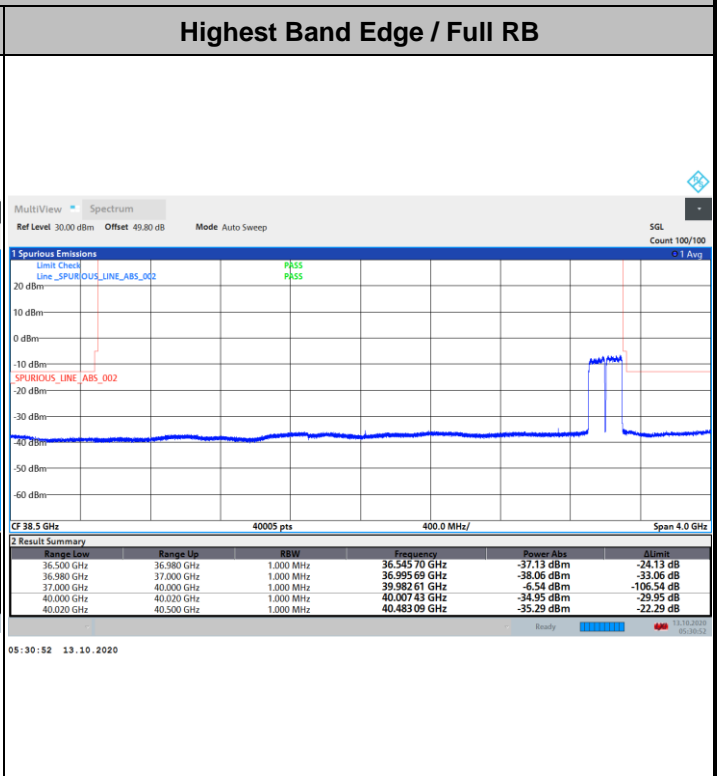 Highest Band Edge / Full RB
MultiView Spectrum
Ref Level 30.00 dBm Offset 49.80 dB Mode Auto Sweep SGL
Count 100/100
1 Spurious Emissions 1 Avg
Limit Check PASS
Line _SPURIOUS_LINE_ABS_002 PASS
20 dBm
10 dBm
0 dBm
-10 dBm
_SPURIOUS_LINE_ABS_002
-20 dBm
-30 dBm
-40 dBm
-50 dBm
-60 dBm
CF 38.5 GHz 40005 pts 400.0 MHz/ Span 4.0 GHz
2 Result Summary
Range Low Range Up RBW Frequency Power Abs ΔLimit
36.500 GHz 36.980 GHz 1.000 MHz 36.545 70 GHz -37.13 dBm -24.13 dB
36.980 GHz 37.000 GHz 1.000 MHz 36.995 69 GHz -38.06 dBm -33.06 dB
37.000 GHz 40.000 GHz 1.000 MHz 39.982 61 GHz -6.54 dBm -106.54 dB
40.000 GHz 40.020 GHz 1.000 MHz 40.007 43 GHz -34.95 dBm -29.95 dB
40.020 GHz 40.500 GHz 1.000 MHz 40.483 09 GHz -35.29 dBm -22.29 dB
Ready 13.10.2020
05:30:52
05:30:52 13.10.2020